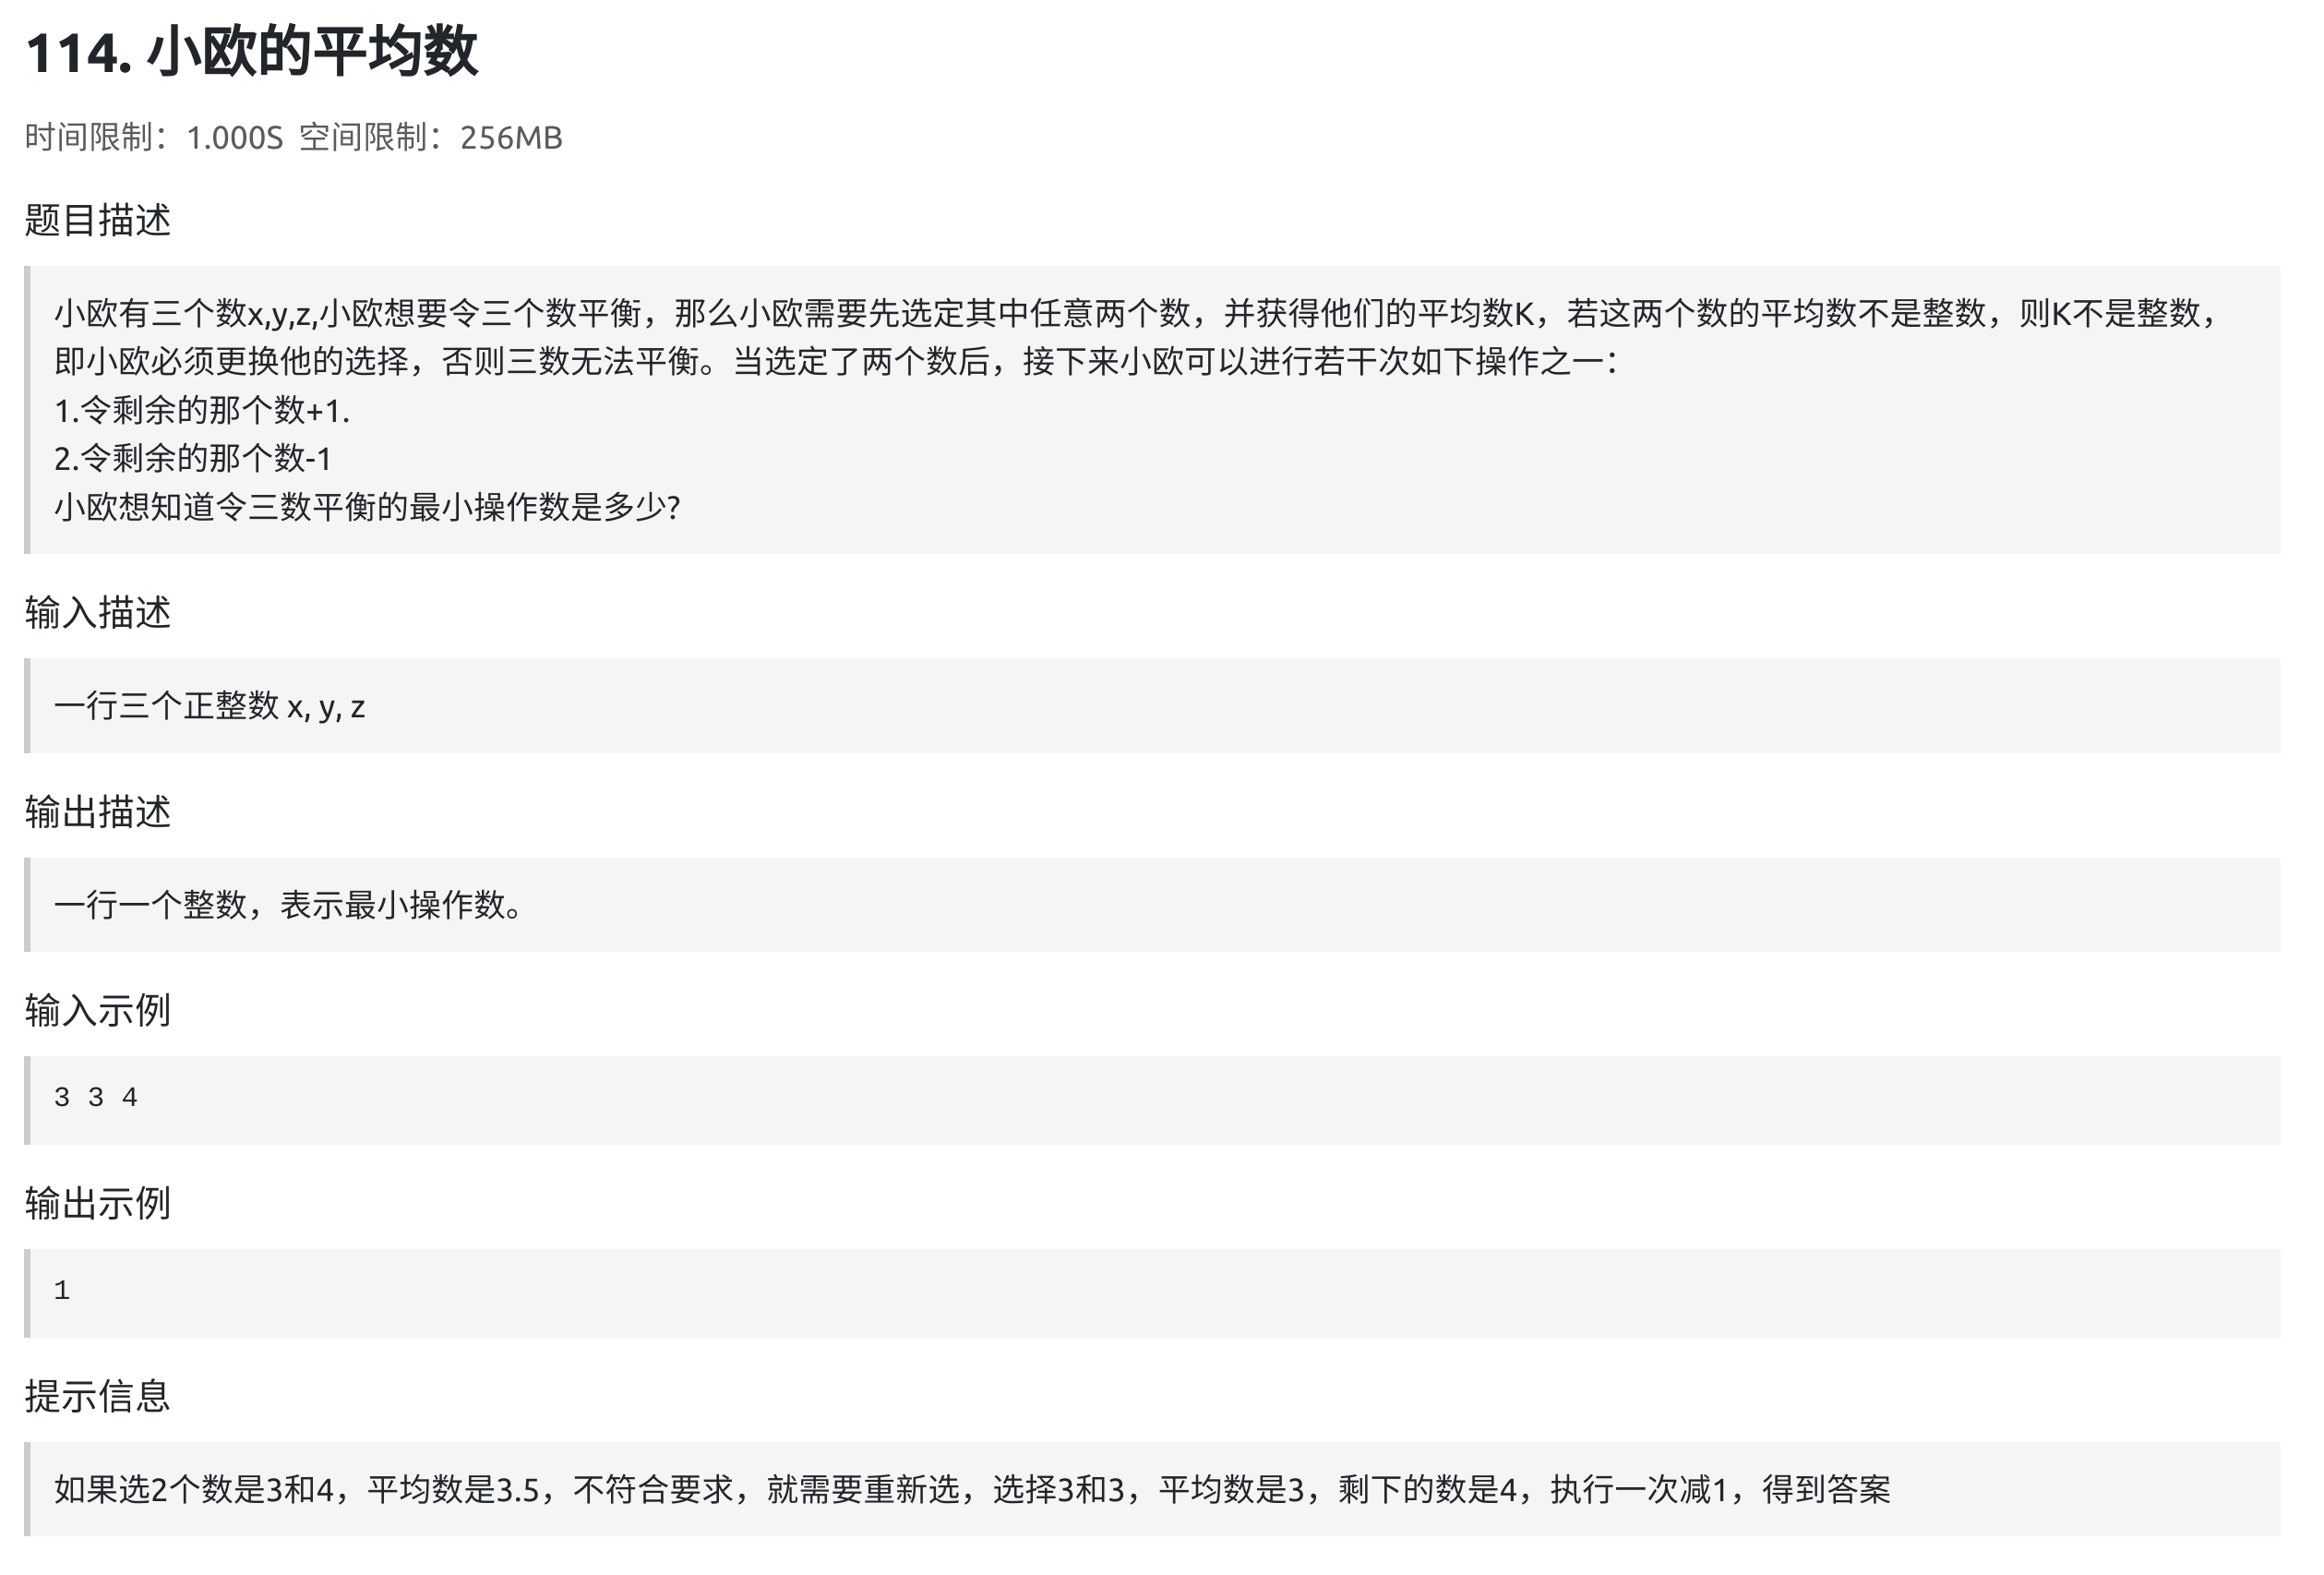 114. 小欧的平均数
时间限制：1.000S 空间限制：256MB
题目描述
小欧有三个数x,y,z,小欧想要令三个数平衡，那么小欧需要先选定其中任意两个数，并获得他们的平均数K，若这两个数的平均数不是整数，则K不是整数，
即小欧必须更换他的选择，否则三数无法平衡。当选定了两个数后，接下来小欧可以进行若干次如下操作之一：
1.令剩余的那个数+1.
2.令剩余的那个数-1
小欧想知道令三数平衡的最小操作数是多少?
输入描述
一行三个正整数 x, y, z
输出描述
一行一个整数，表示最小操作数。
输入示例
3 3 4
输出示例
1
提示信息
如果选2个数是3和4，平均数是3.5，不符合要求，就需要重新选，选择3和3，平均数是3，剩下的数是4，执行一次减1，得到答案